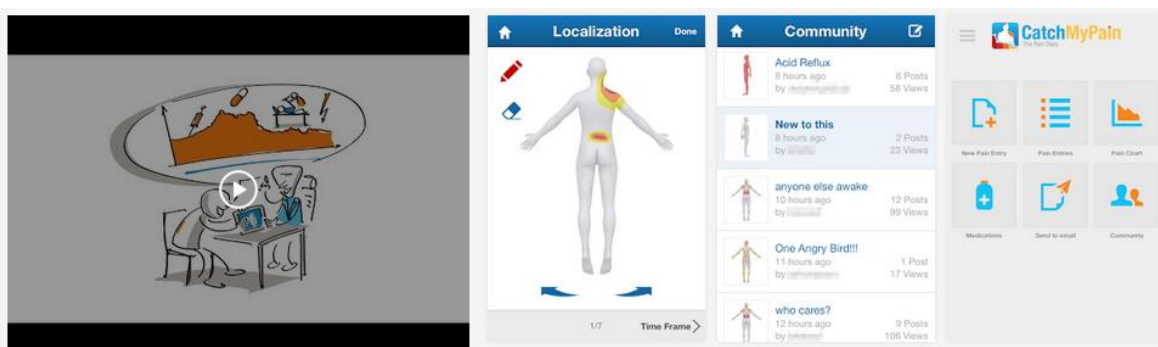 Localization
Done
1/7
Time Frame
Community
Acid Reflux
8 hours ago
6 Posts
by
58 Views
New to this
8 hours ago
2 Posts
by
23 Views
anyone else awake
10 hours ago
12 Posts
by
99 Views
One Angry Bird!!!
11 hours ago
1 Post
by
17 Views
who cares?
12 hours ago
9 Posts
by
106 Views
CatchMyPain
The Pain Diary
New Pain Entry
Pain Entries
Pain Chart
Medications
Send to email
Community